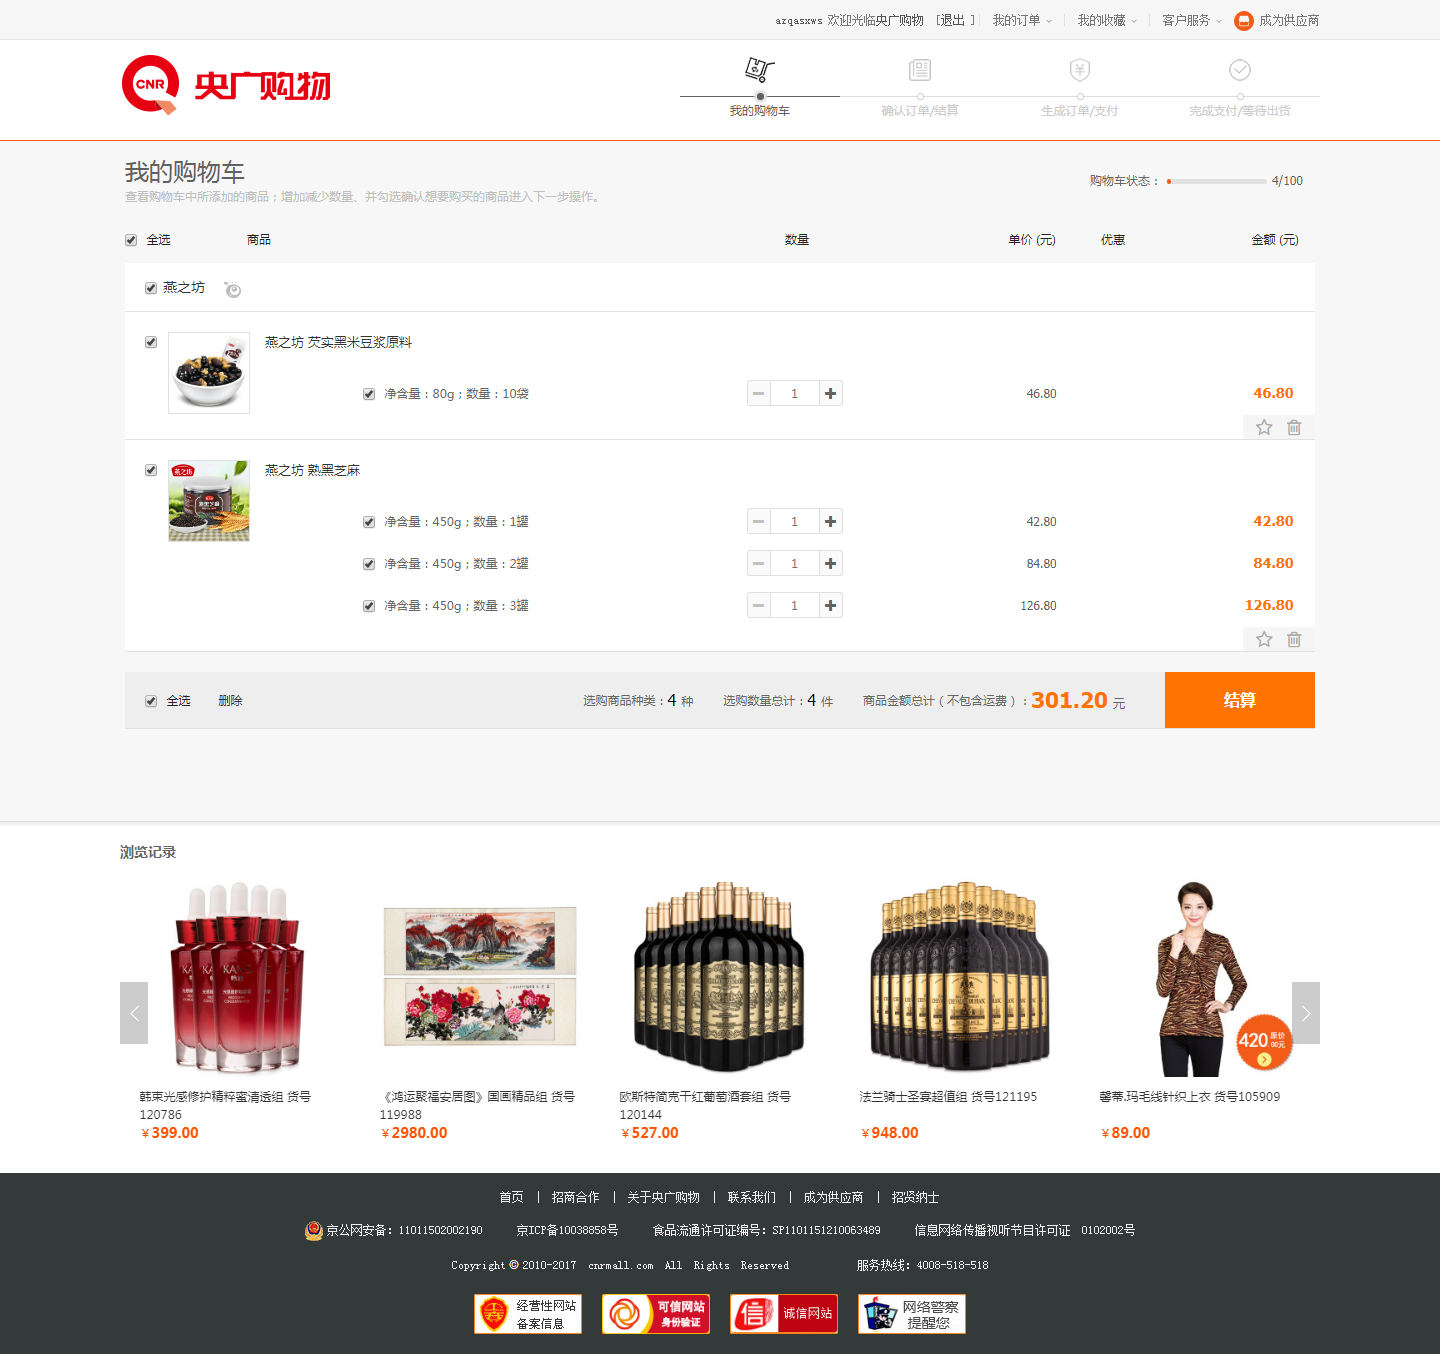 azqasxws 欢迎光临央广购物 [退出 ] 我的订单 我的收藏 客户服务 成为供应商
CNR 央广购物
我的购物车 确认订单/结算 生成订单/支付 完成支付/等待出货
我的购物车
查看购物车中所添加的商品；增加减少数量、并勾选确认想要购买的商品进入下一步操作。
购物车状态： 4/100
全选 商品 数量 单价 (元) 优惠 金额 (元)
燕之坊
燕之坊 芡实黑米豆浆原料
净含量：80g；数量：10袋 1 46.80 46.80
燕之坊 熟黑芝麻
净含量：450g；数量：1罐 1 42.80 42.80
净含量：450g；数量：2罐 1 84.80 84.80
净含量：450g；数量：3罐 1 126.80 126.80
全选 删除 选购商品种类：4 种 选购数量总计：4 件 商品金额总计（不包含运费）：301.20 元 结算
浏览记录
420 原价
韩束光感修护精粹蜜清透组 货号120786
¥399.00
《鸿运聚福安居图》国画精品组 货号119988
¥2980.00
欧斯特简克干红葡萄酒套组 货号120144
¥527.00
法兰骑士圣宴超值组 货号121195
¥948.00
馨蒂.玛毛线针织上衣 货号105909
¥89.00
首页 | 招商合作 | 关于央广购物 | 联系我们 | 成为供应商 | 招贤纳士
京公网安备：11011502002190 京ICP备10038858号 食品流通许可证编号：SP1101151210063489 信息网络传播视听节目许可证 0102002号
Copyright © 2010-2017 cnrmall.com All Rights Reserved 服务热线：4008-518-518
经营性网站
备案信息
可信网站
身份验证
信 诚信网站
网络警察
提醒您